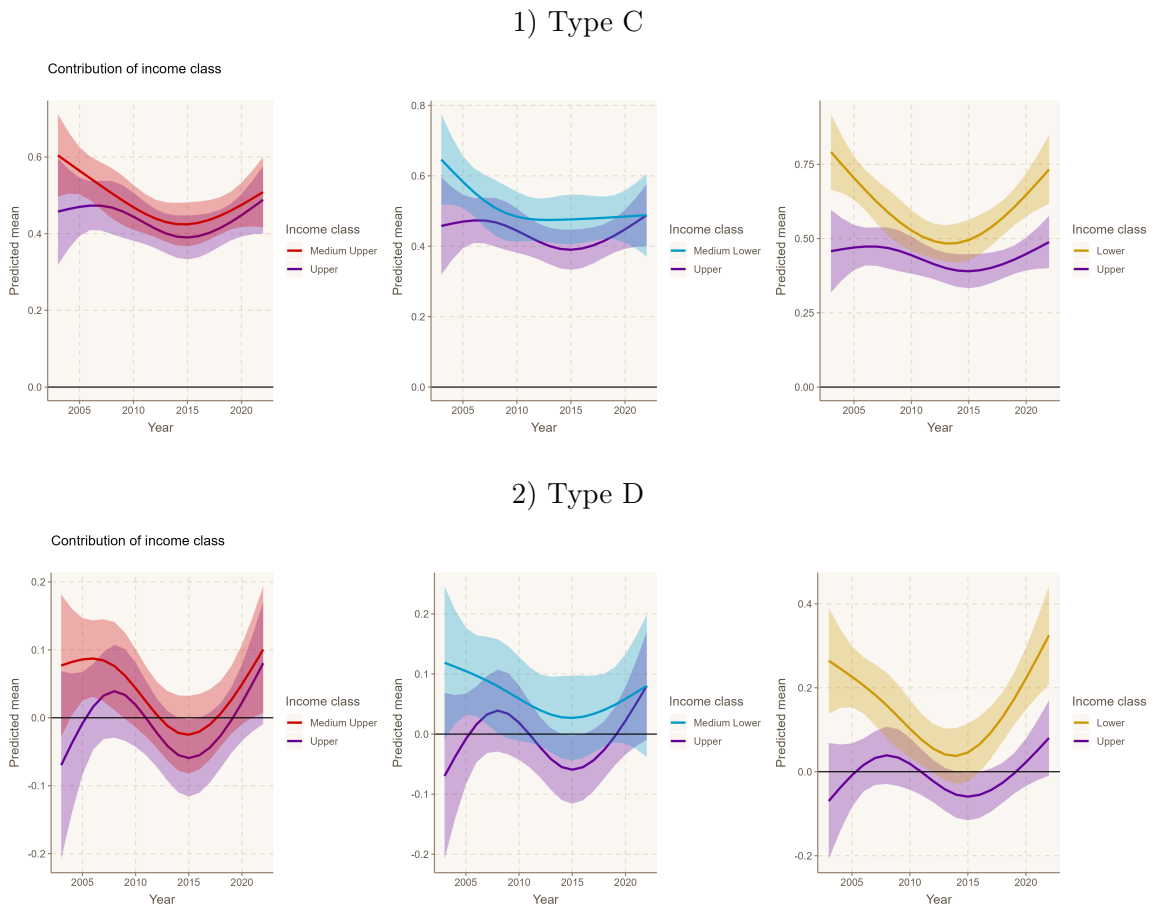 1) Type C
Contribution of income class
Predicted mean
0.6
0.4
0.2
0.0
2005 2010 2015 2020
Year
Income class
Medium Upper
Upper
Predicted mean
0.8
0.6
0.4
0.2
0.0
2005 2010 2015 2020
Year
Income class
Medium Lower
Upper
Predicted mean
0.75
0.50
0.25
0.00
2005 2010 2015 2020
Year
Income class
Lower
Upper
2) Type D
Contribution of income class
Predicted mean
0.2
0.1
0.0
-0.1
-0.2
2005 2010 2015 2020
Year
Income class
Medium Upper
Upper
Predicted mean
0.2
0.1
0.0
-0.1
-0.2
2005 2010 2015 2020
Year
Income class
Medium Lower
Upper
Predicted mean
0.4
0.2
0.0
-0.2
2005 2010 2015 2020
Year
Income class
Lower
Upper